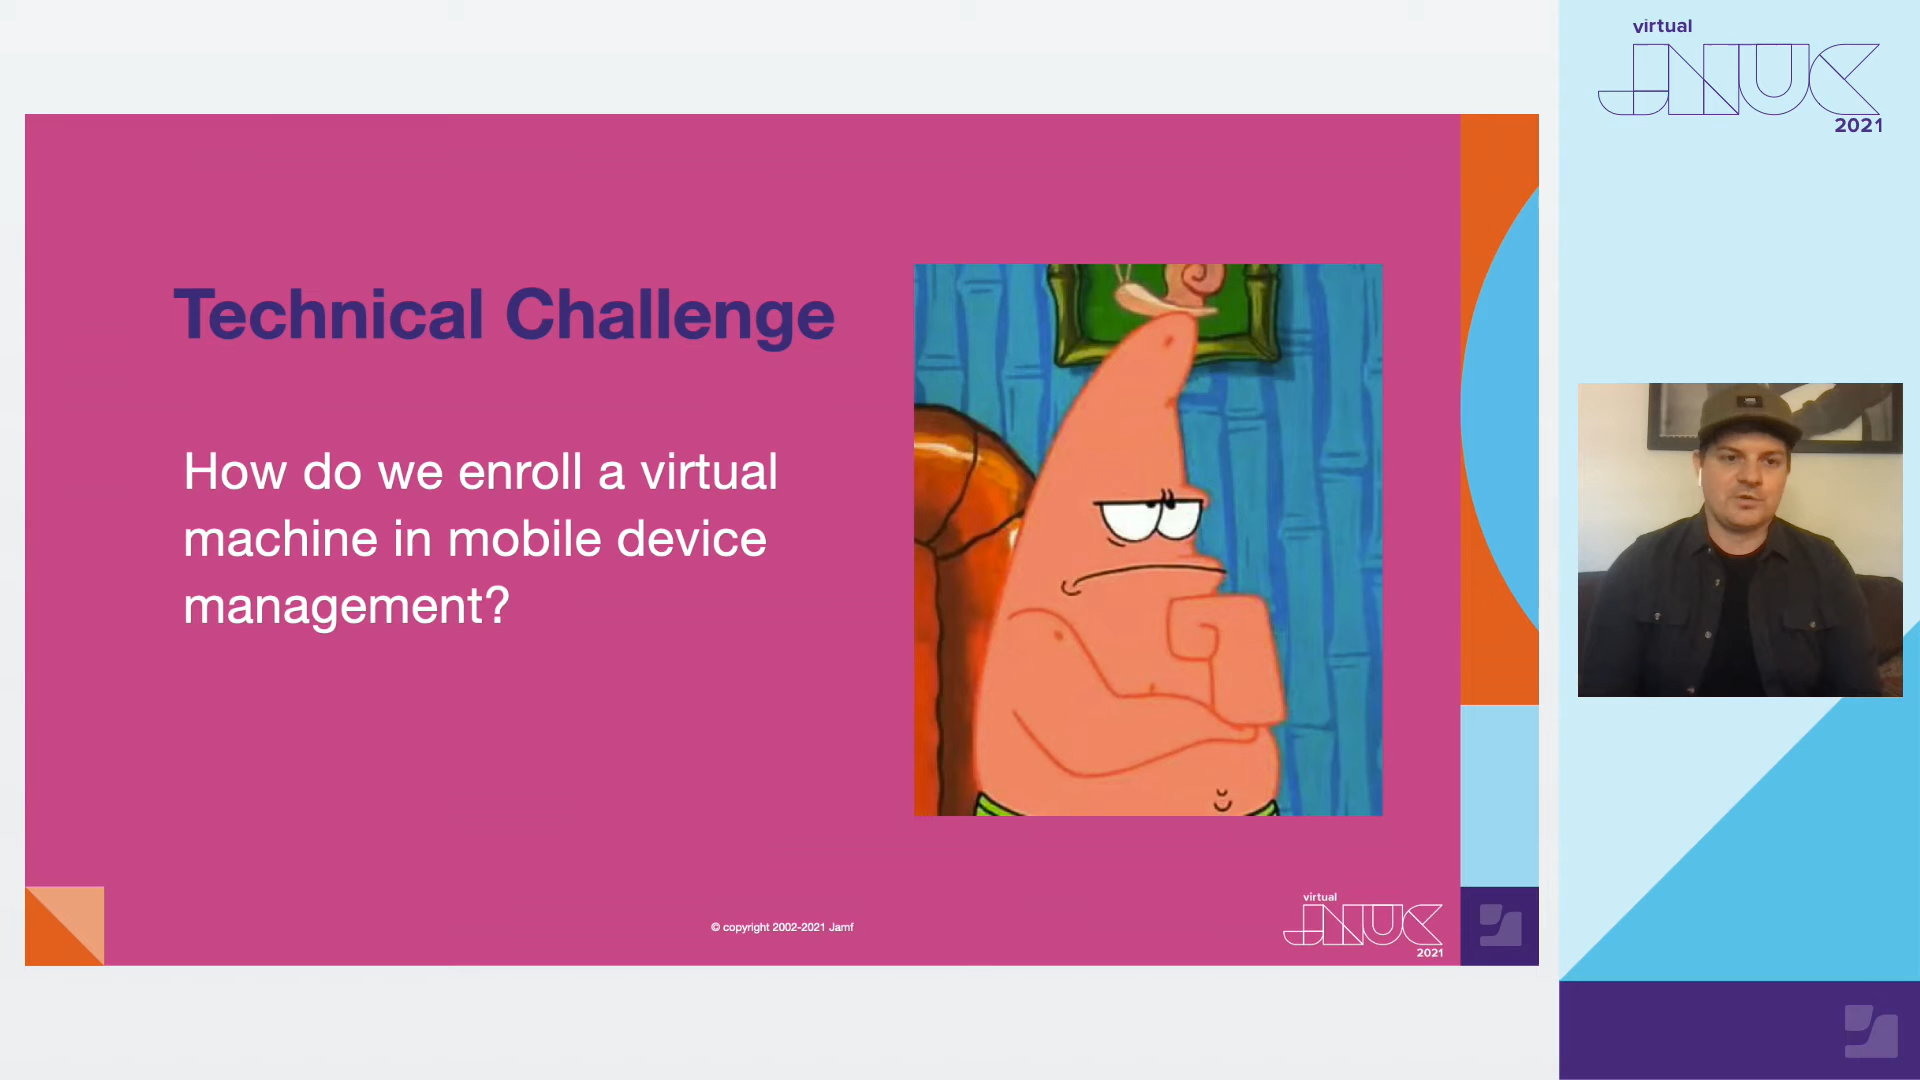 Technical Challenge
How do we enroll a virtual
machine in mobile device
management?
© copyright 2002-2021 Jamf
virtual
JNUC
2021
virtual
JNUC
2021